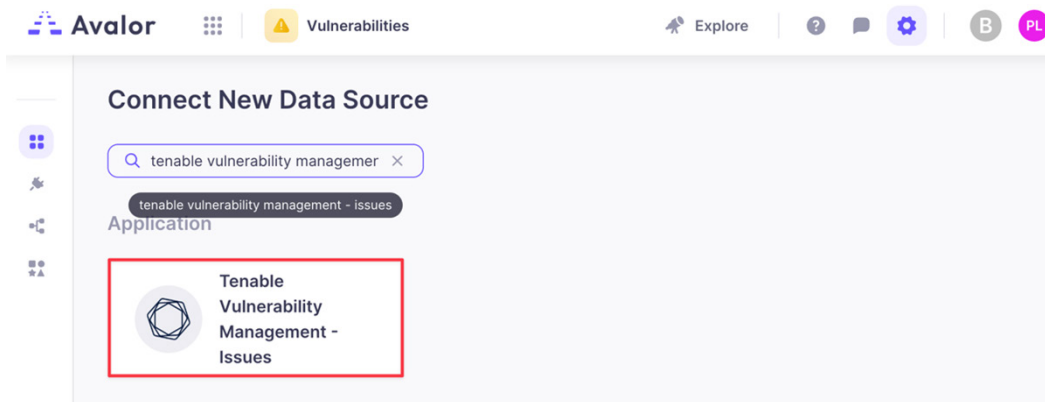 Avalor
Vulnerabilities
Explore
?
B
PL
Connect New Data Source
tenable vulnerability managemer
tenable vulnerability management - issues
Application
Tenable
Vulnerability
Management -
Issues